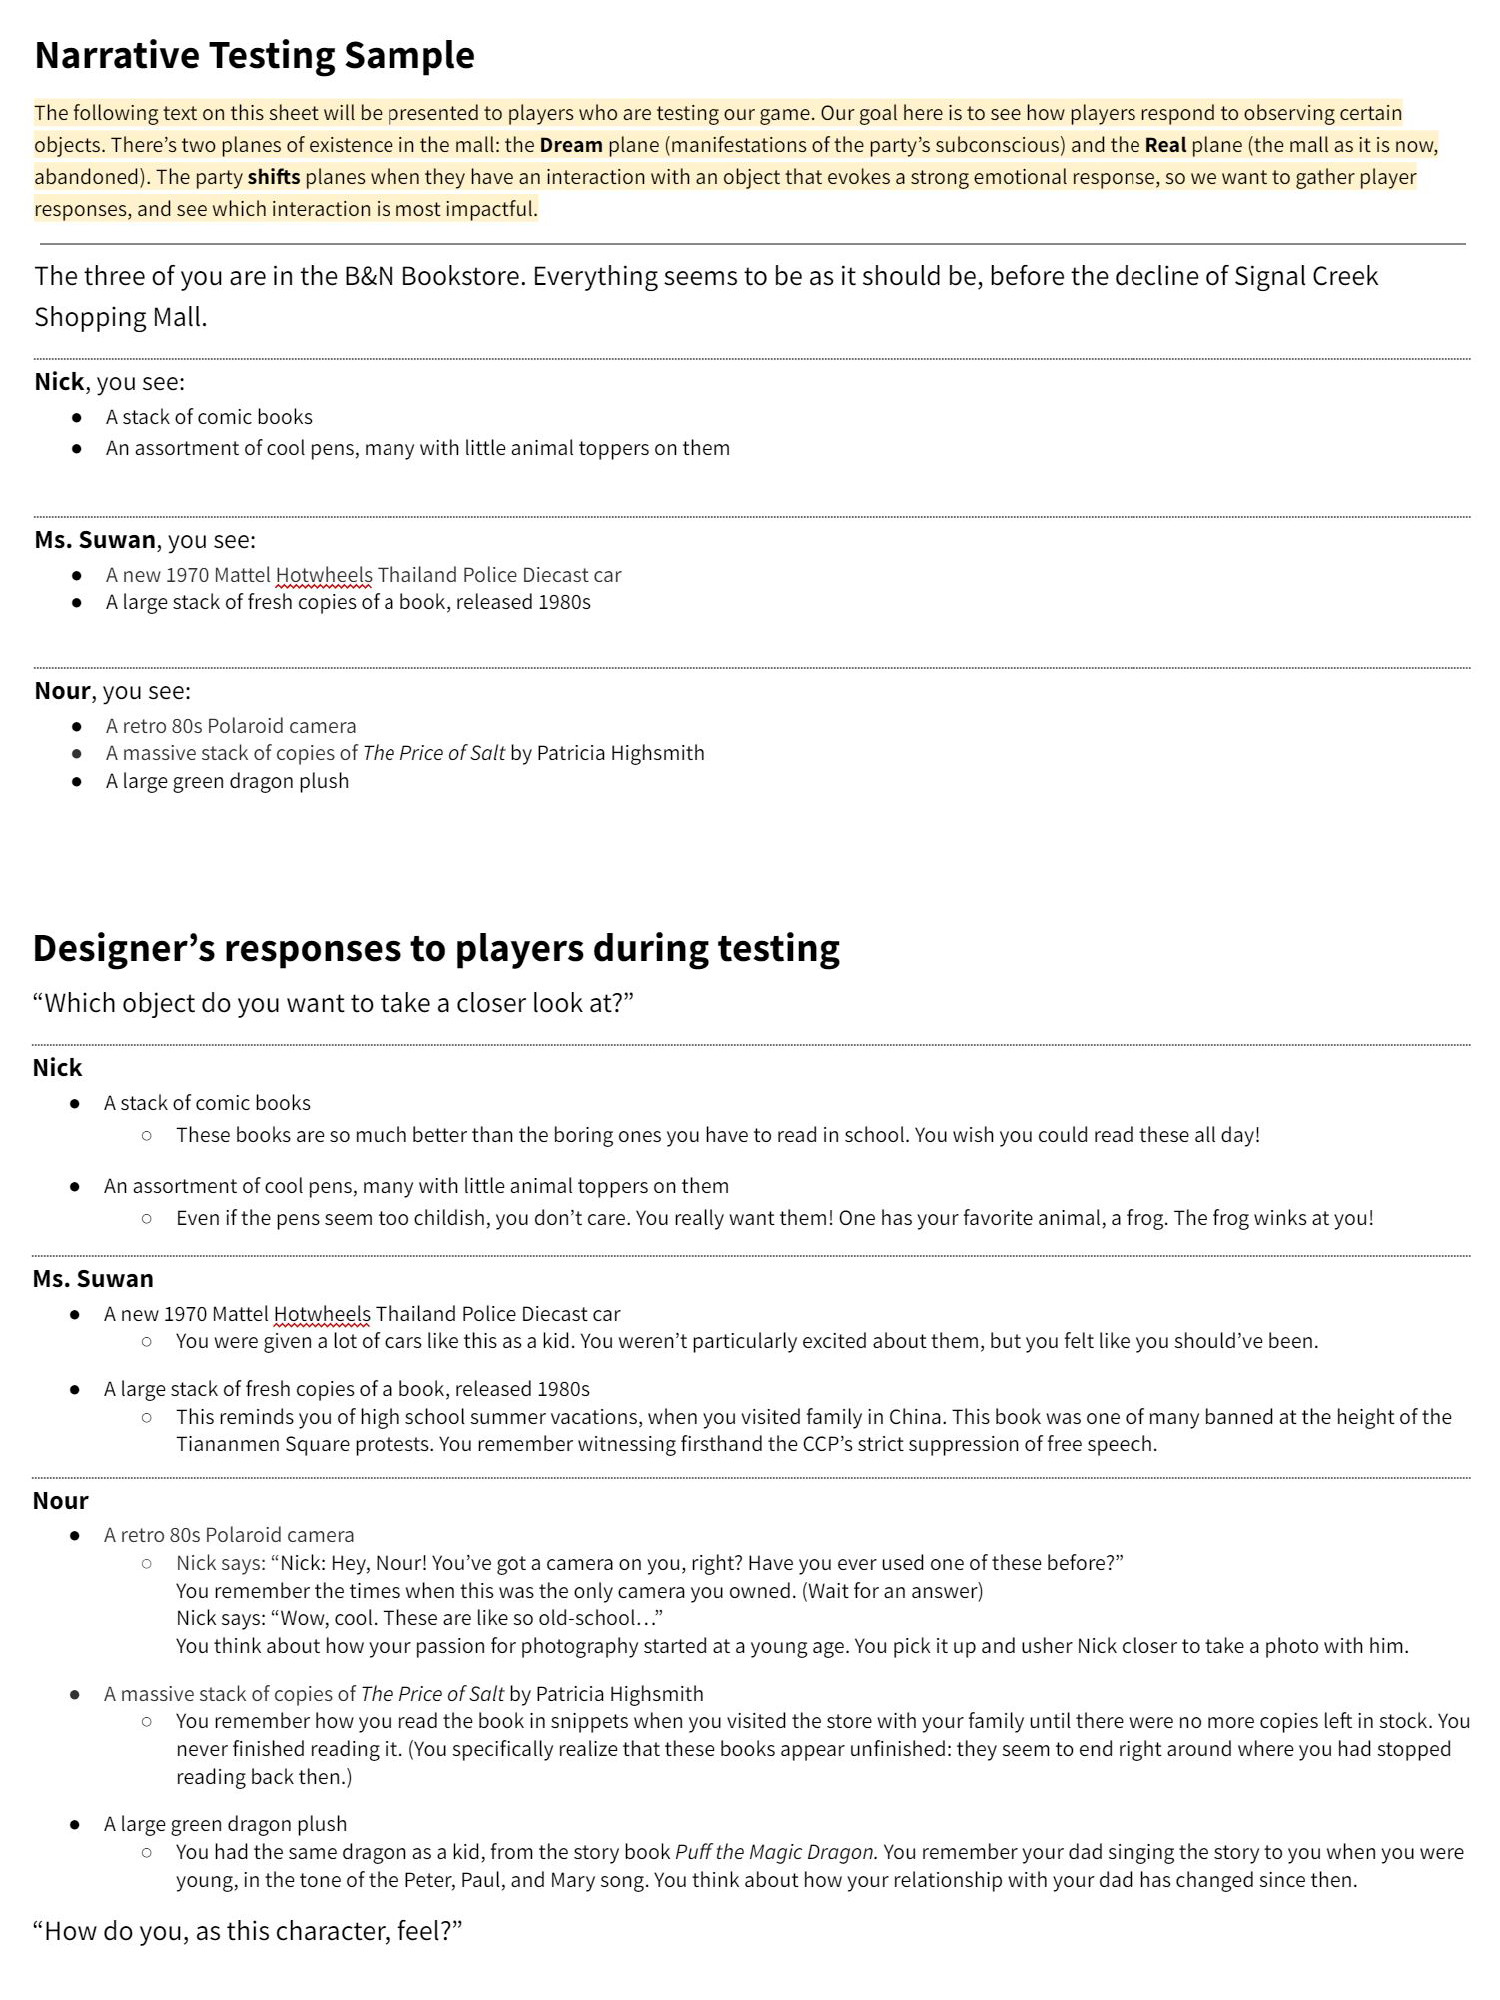 Narrative Testing Sample
The following text on this sheet will be presented to players who are testing our game. Our goal here is to see how players respond to observing certain
objects. There’s two planes of existence in the mall: the Dream plane (manifestations of the party’s subconscious) and the Real plane (the mall as it is now,
abandoned). The party shifts planes when they have an interaction with an object that evokes a strong emotional response, so we want to gather player
responses, and see which interaction is most impactful.
The three of you are in the B&N Bookstore. Everything seems to be as it should be, before the decline of Signal Creek
Shopping Mall.
Nick, you see:
● A stack of comic books
● An assortment of cool pens, many with little animal toppers on them
Ms. Suwan, you see:
● A new 1970 Mattel Hotwheels Thailand Police Diecast car
● A large stack of fresh copies of a book, released 1980s
Nour, you see:
● A retro 80s Polaroid camera
● A massive stack of copies of The Price of Salt by Patricia Highsmith
● A large green dragon plush
Designer’s responses to players during testing
“Which object do you want to take a closer look at?”
Nick
● A stack of comic books
○ These books are so much better than the boring ones you have to read in school. You wish you could read these all day!
● An assortment of cool pens, many with little animal toppers on them
○ Even if the pens seem too childish, you don’t care. You really want them! One has your favorite animal, a frog. The frog winks at you!
Ms. Suwan
● A new 1970 Mattel Hotwheels Thailand Police Diecast car
○ You were given a lot of cars like this as a kid. You weren’t particularly excited about them, but you felt like you should’ve been.
● A large stack of fresh copies of a book, released 1980s
○ This reminds you of high school summer vacations, when you visited family in China. This book was one of many banned at the height of the
Tiananmen Square protests. You remember witnessing firsthand the CCP’s strict suppression of free speech.
Nour
● A retro 80s Polaroid camera
○ Nick says: “Nick: Hey, Nour! You’ve got a camera on you, right? Have you ever used one of these before?”
You remember the times when this was the only camera you owned. (Wait for an answer)
Nick says: “Wow, cool. These are like so old-school…”
You think about how your passion for photography started at a young age. You pick it up and usher Nick closer to take a photo with him.
● A massive stack of copies of The Price of Salt by Patricia Highsmith
○ You remember how you read the book in snippets when you visited the store with your family until there were no more copies left in stock. You
never finished reading it. (You specifically realize that these books appear unfinished: they seem to end right around where you had stopped
reading back then.)
● A large green dragon plush
○ You had the same dragon as a kid, from the story book Puff the Magic Dragon. You remember your dad singing the story to you when you were
young, in the tone of the Peter, Paul, and Mary song. You think about how your relationship with your dad has changed since then.
“How do you, as this character, feel?”